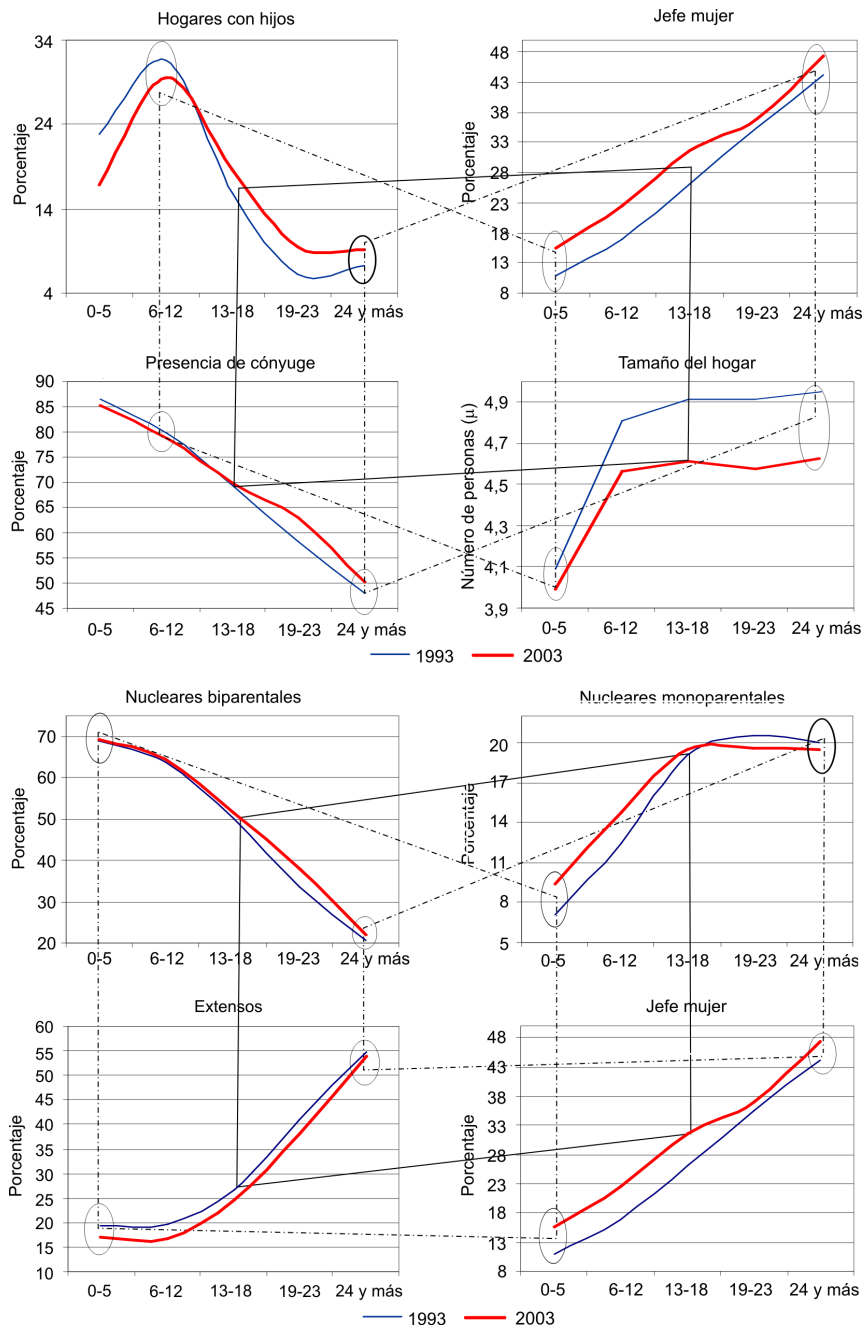 Hogares con hijos
Porcentaje
34
24
14
4
0-5 6-12 13-18 19-23 24 y más
Jefe mujer
Porcentaje
48
43
38
33
28
23
18
13
8
0-5 6-12 13-18 19-23 24 y más
Presencia de cónyuge
Porcentaje
90
85
80
75
70
65
60
55
50
45
0-5 6-12 13-18 19-23 24 y más
Tamaño del hogar
Número de personas (μ)
4,9
4,7
4,5
4,3
4,1
3,9
0-5 6-12 13-18 19-23 24 y más
1993 2003
Nucleares biparentales
Porcentaje
70
60
50
40
30
20
0-5 6-12 13-18 19-23 24 y más
Nucleares monoparentales
Porcentaje
20
17
14
11
8
5
0-5 6-12 13-18 19-23 24 y más
Extensos
Porcentaje
60
55
50
45
40
35
30
25
20
15
10
0-5 6-12 13-18 19-23 24 y más
Jefe mujer
Porcentaje
48
43
38
33
28
23
18
13
8
0-5 6-12 13-18 19-23 24 y más
1993 2003